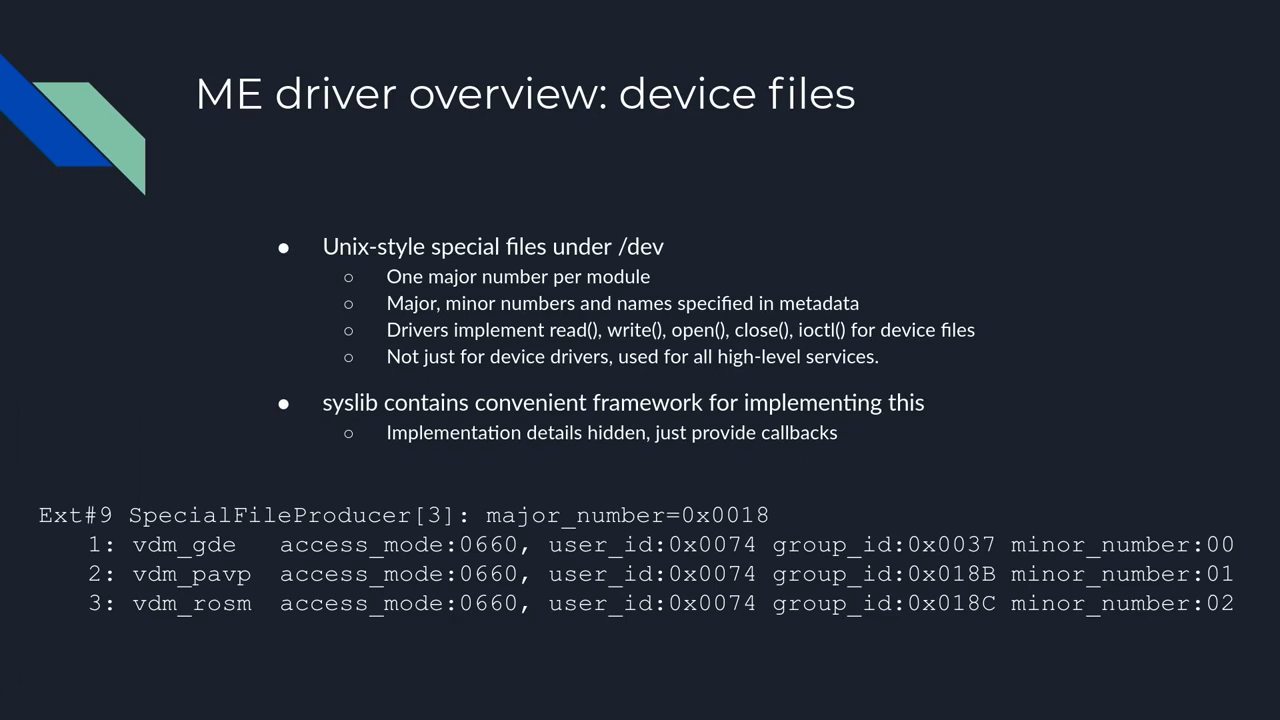 ME driver overview: device files
● Unix-style special files under /dev
○ One major number per module
○ Major, minor numbers and names specified in metadata
○ Drivers implement read(), write(), open(), close(), ioctl() for device files
○ Not just for device drivers, used for all high-level services.
● syslib contains convenient framework for implementing this
○ Implementation details hidden, just provide callbacks
Ext#9 SpecialFileProducer[3]: major_number=0x0018
1: vdm_gde access_mode:0660, user_id:0x0074 group_id:0x0037 minor_number:00
2: vdm_pavp access_mode:0660, user_id:0x0074 group_id:0x018B minor_number:01
3: vdm_rosm access_mode:0660, user_id:0x0074 group_id:0x018C minor_number:02